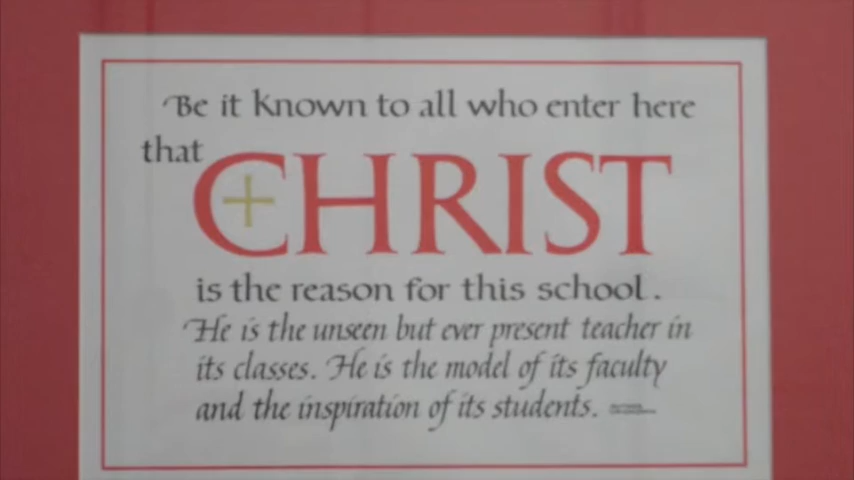 Be it known to all who enter here
that CHRIST
is the reason for this school.
He is the unseen but ever present teacher in
its classes. He is the model of its faculty
and the inspiration of its students.